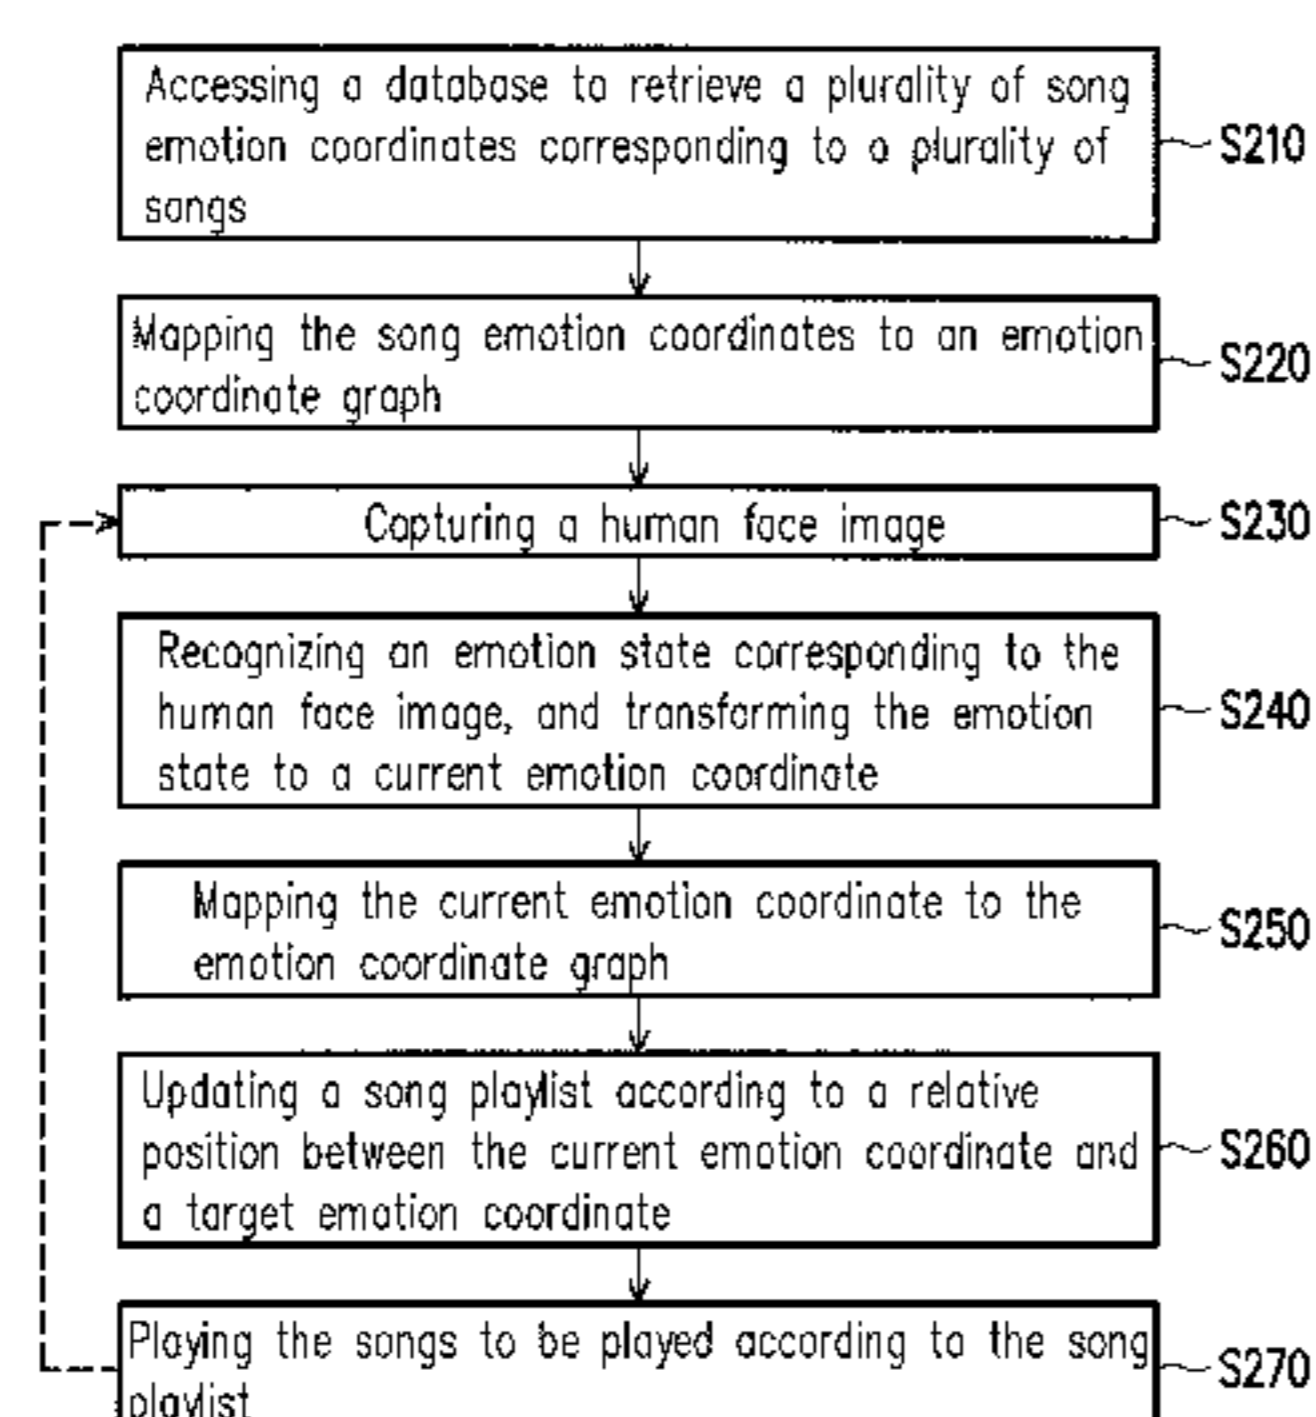 Accessing a database to retrieve a plurality of song
emotion coordinates corresponding to a plurality of
songs
S210
Mapping the song emotion coordinates to an emotion
coordinate graph
S220
Capturing a human face image
S230
Recognizing an emotion state corresponding to the
human face image, and transforming the emotion
state to a current emotion coordinate
S240
Mapping the current emotion coordinate to the
emotion coordinate graph
S250
Updating a song playlist according to a relative
position between the current emotion coordinate and
a target emotion coordinate
S260
Playing the songs to be played according to the song
playlist
S270